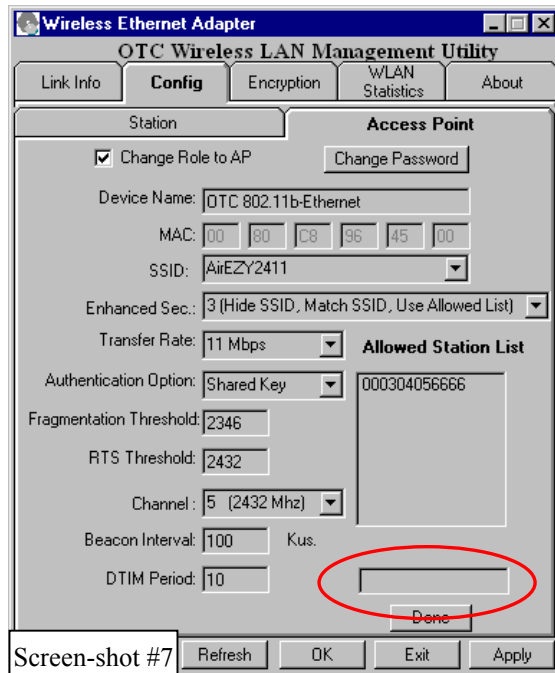 Wireless Ethernet Adapter
OTC Wireless LAN Management Utility
Link Info
Config
Encryption
WLAN Statistics
About
Station
Access Point
Change Role to AP
Change Password
Device Name: OTC 802.11b-Ethernet
MAC: 00 80 C8 96 45 00
SSID: AirEZY2411
Enhanced Sec.: 3 (Hide SSID, Match SSID, Use Allowed List)
Transfer Rate: 11 Mbps
Allowed Station List
Authentication Option: Shared Key
000304056666
Fragmentation Threshold: 2346
RTS Threshold: 2432
Channel : 5 (2432 Mhz)
Beacon Interval: 100 Kus.
DTIM Period: 10
Done
Screen-shot #7
Refresh
OK
Exit
Apply